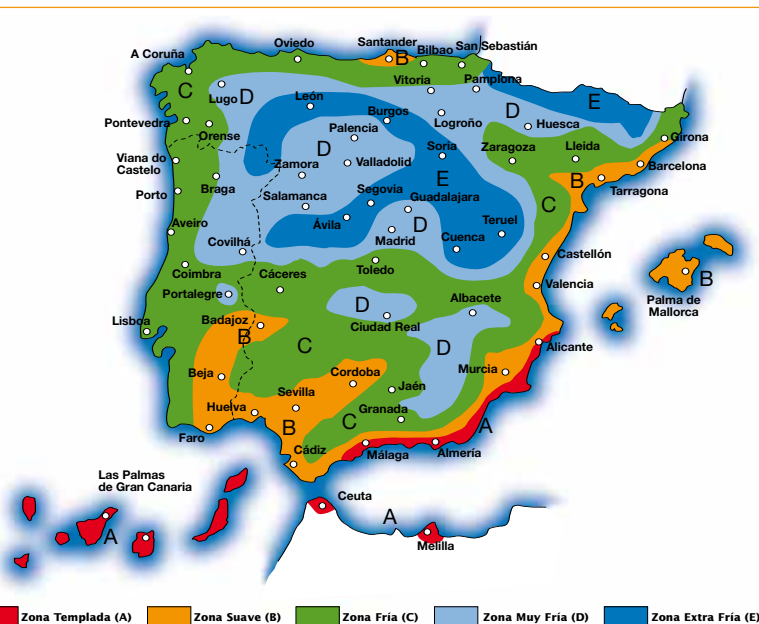 Oviedo
Santander
B
Bilbao
San Sebastián
A Coruña
Vitoria
Pamplona
C
Lugo
D
León
E
Burgos
D
Huesca
Pontevedra
Orense
Palencia
Logroño
Girona
Viana do
Castelo
D
Soria
Zaragoza
Lleida
Zamora
Valladolid
Barcelona
Porto
Braga
E
B
Tarragona
Salamanca
Segovia
Guadalajara
C
Aveiro
Ávila
D
Teruel
Madrid
Cuenca
Covilhá
Castellón
Coimbra
Cáceres
Toledo
B
Portalegre
Valencia
Palma de
Mallorca
Albacete
D
Lisboa
Badajoz
Ciudad Real
B
C
D
Alicante
Beja
Cordoba
Murcia
Sevilla
Jaén
Huelva
Granada
B
C
A
Faro
Cádiz
Málaga
Almería
Las Palmas
de Gran Canaria
Ceuta
A
A
Melilla
Zona Templada (A)
Zona Suave (B)
Zona Fría (C)
Zona Muy Fría (D)
Zona Extra Fría (E)